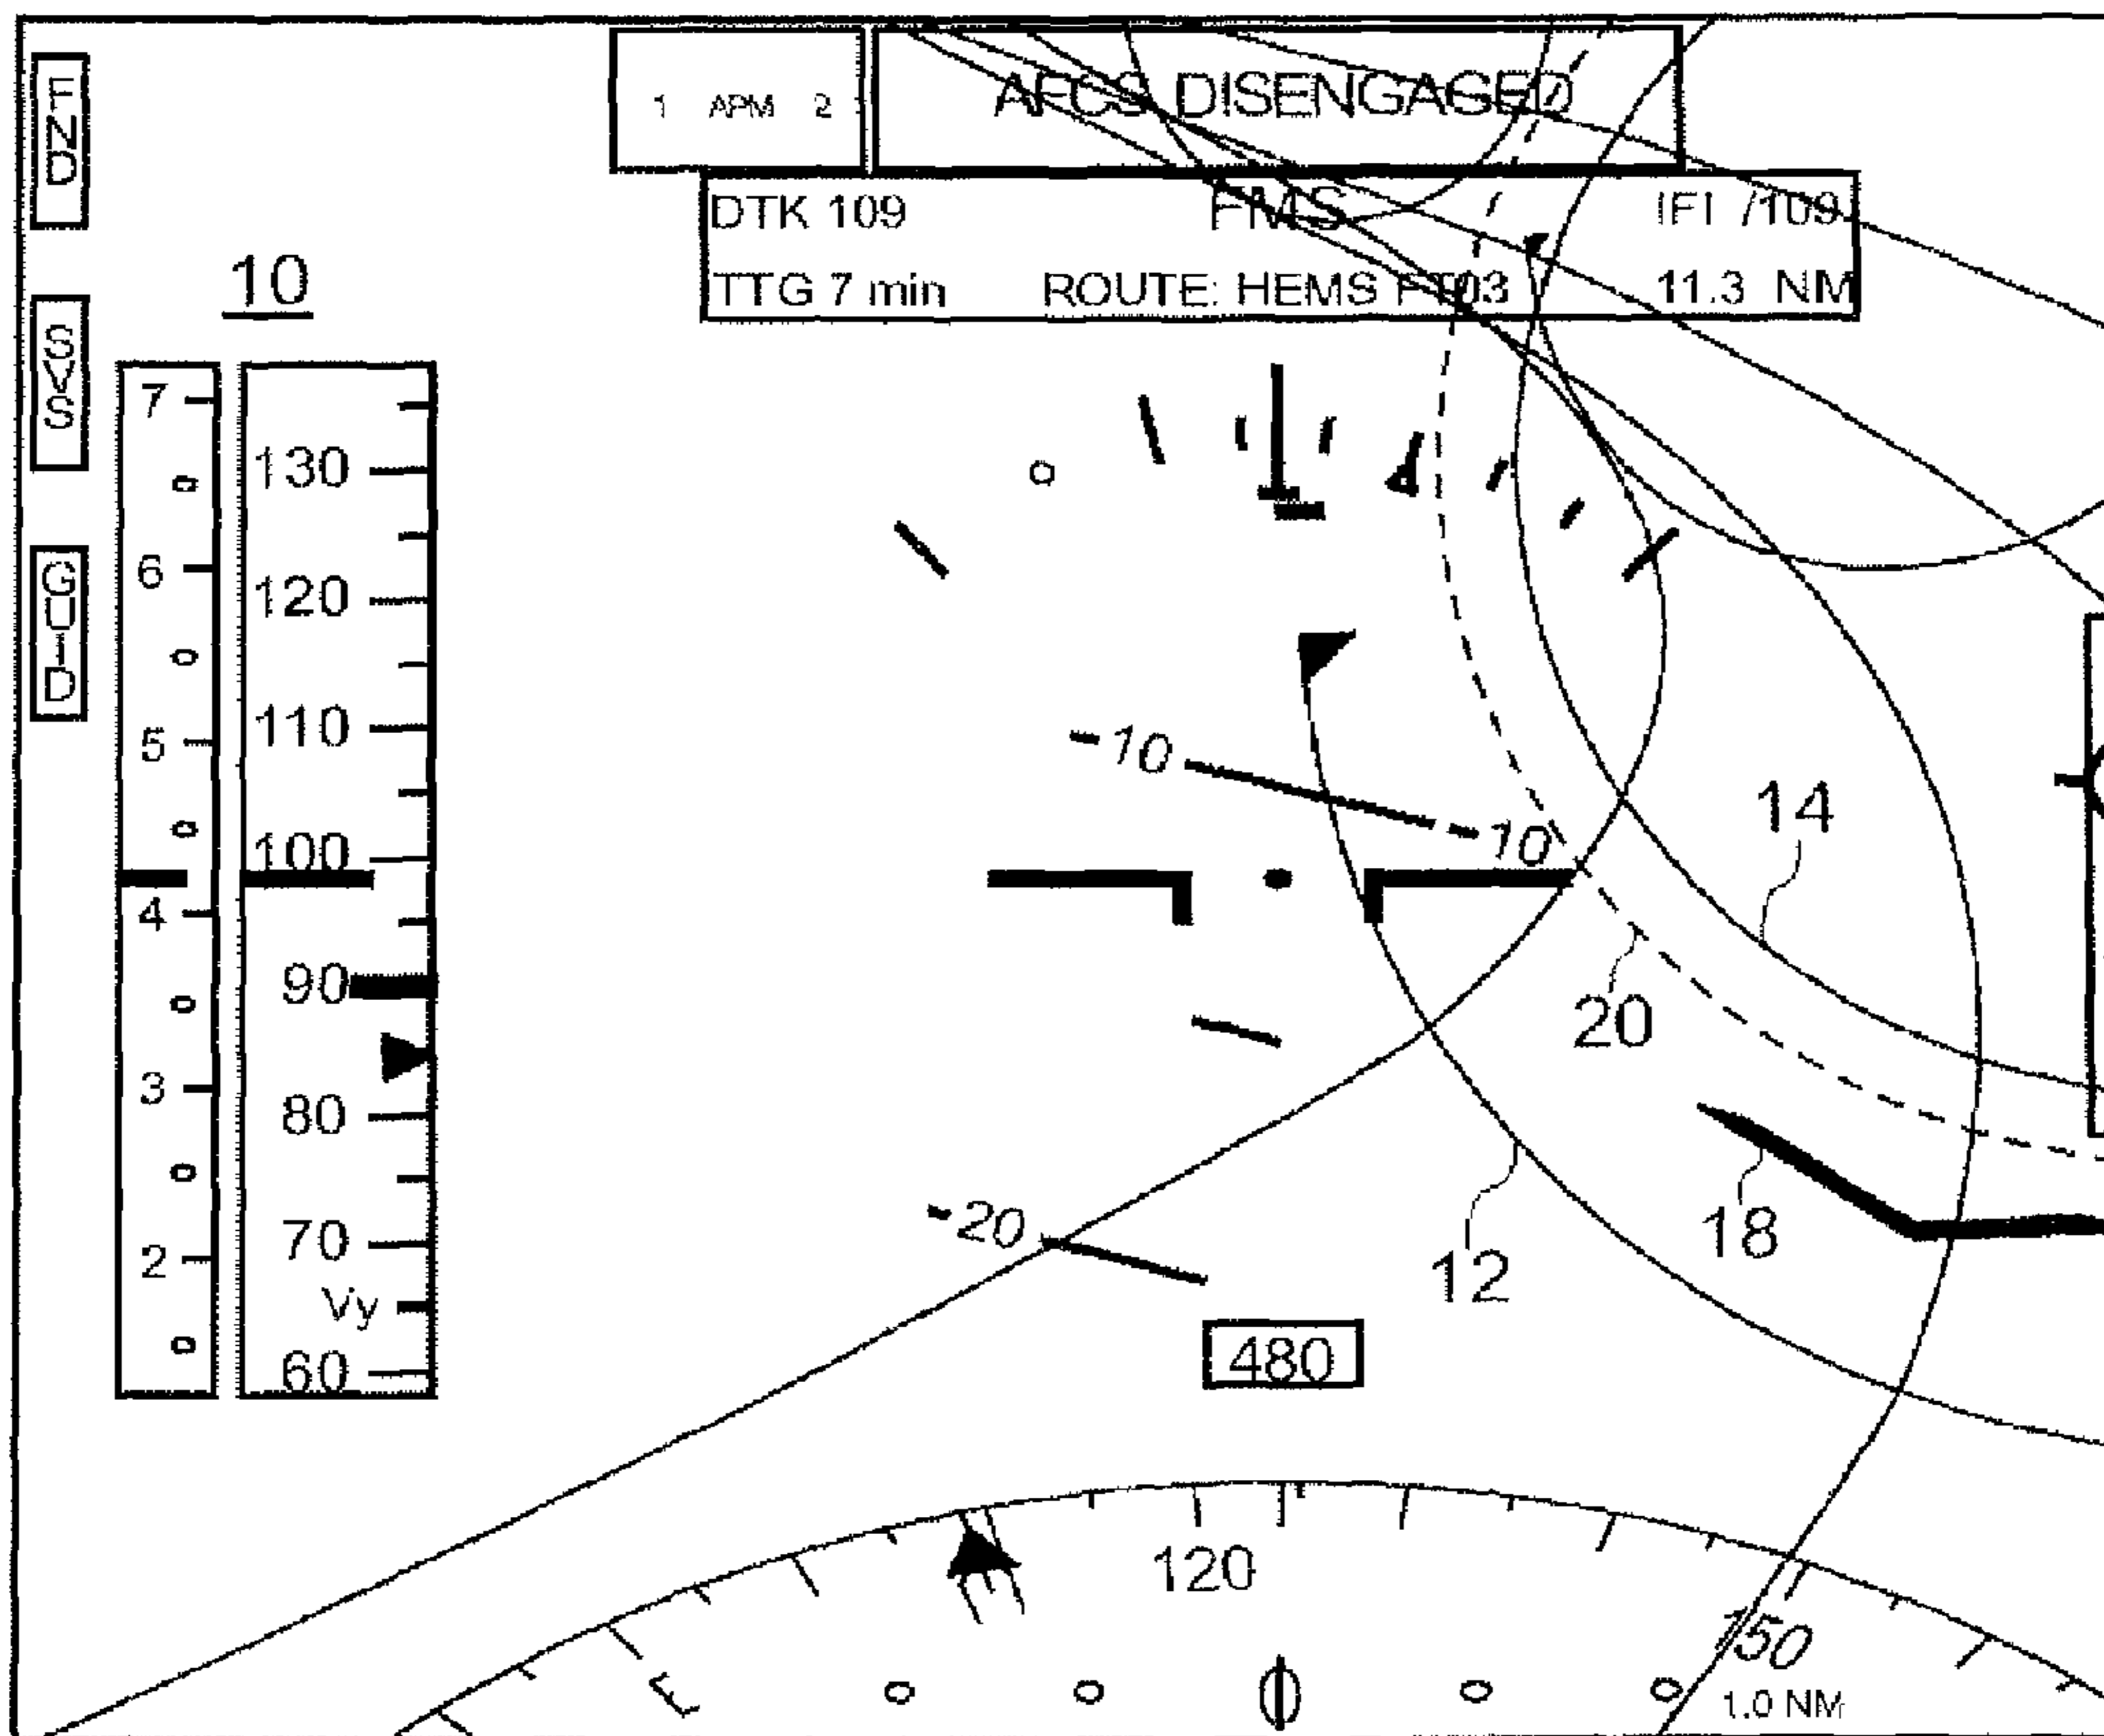 FND
1 APM 2
AFCS DISENGAGED
DTK 109 FMS IFI /109
TTG 7 min ROUTE: HEMS FT03 11.3 NM
10
SVS
GUID
7
6
5
4
3
2
130
120
110
100
90
80
70
Vy
60
-10
-10
14
20
18
12
-20
480
120
150
E
1.0 NM